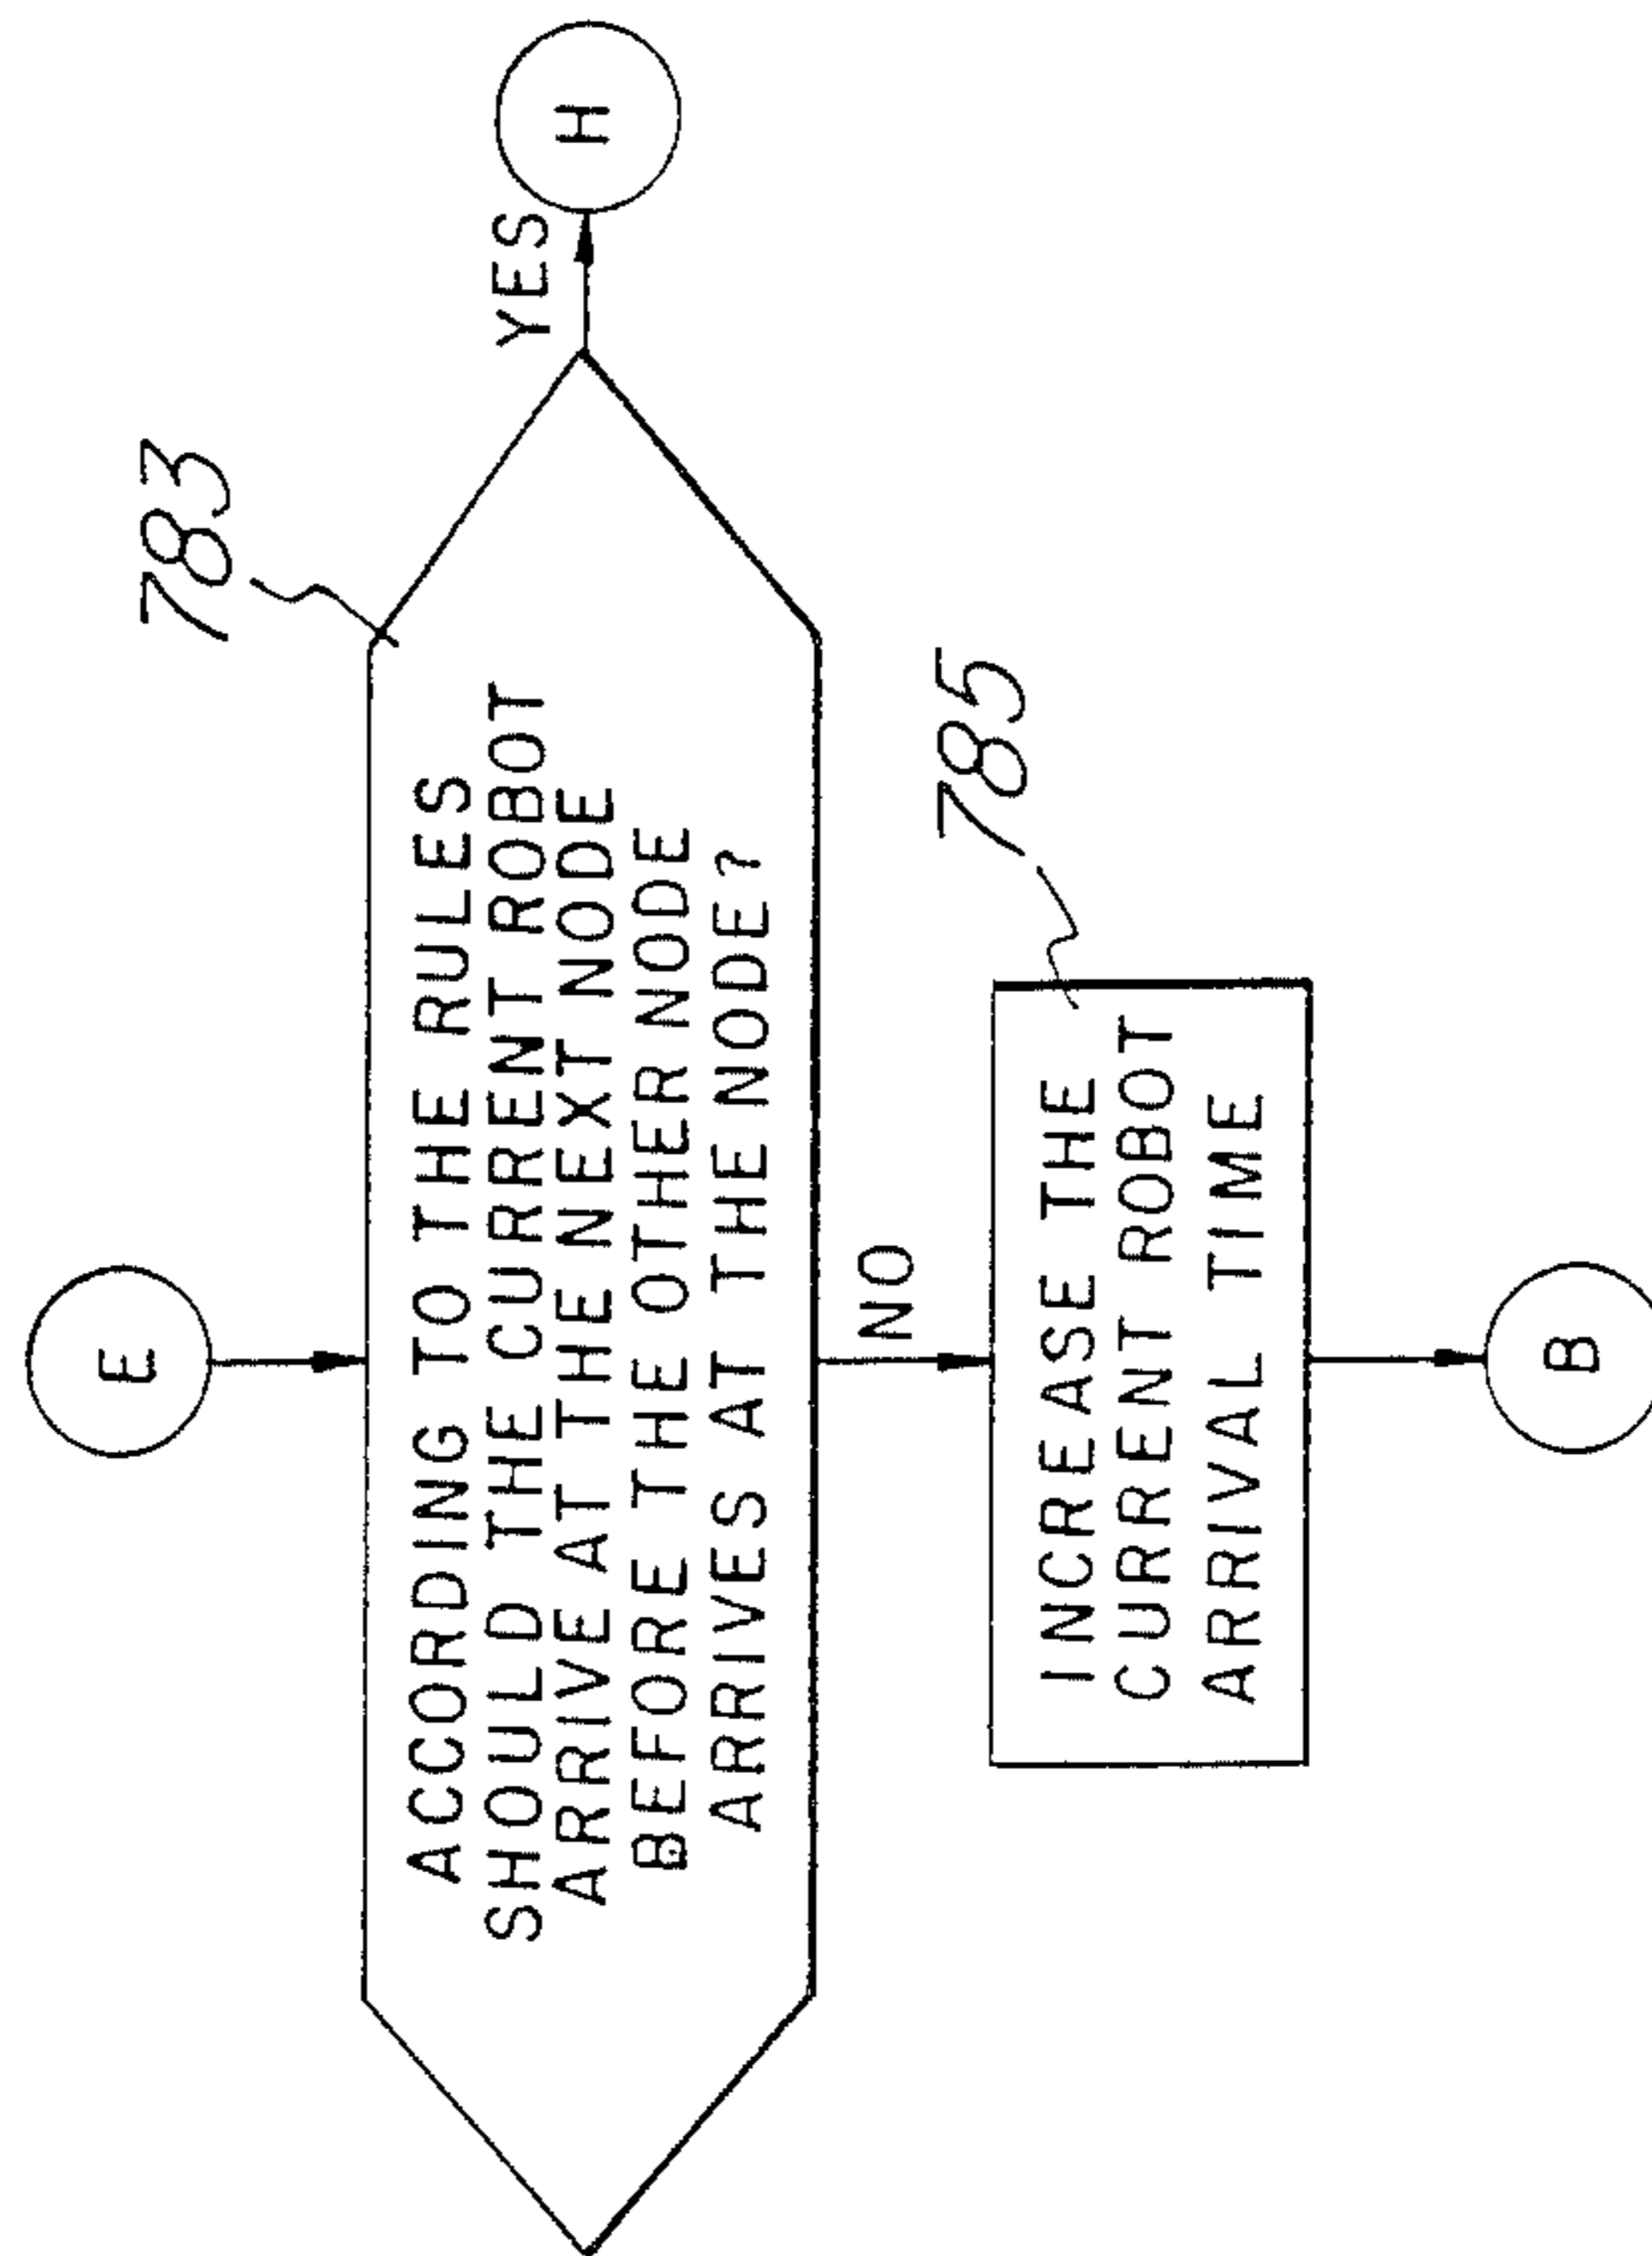 E
783
ACCORDING TO THE RULES
SHOULD THE CURRENT ROBOT
ARRIVE AT THE NEXT NODE
BEFORE THE OTHER NODE
ARRIVES AT THE NODE?
YES
H
NO
785
INCREASE THE
CURRENT ROBOT
ARRIVAL TIME
B